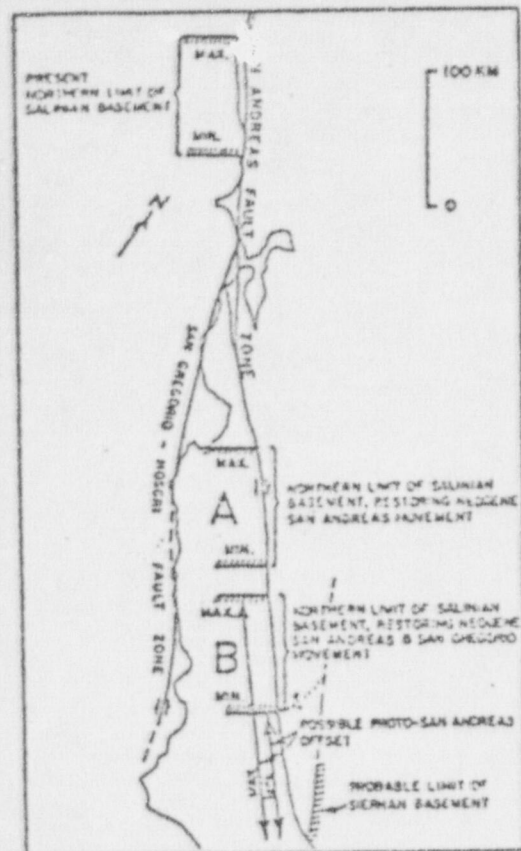 PRESENT
NORTHERN LIMIT OF
SALINIAN BASEMENT
MAX.
MIN.
100 KM
0
N
ANDREAS FAULT
ZONE
SAN GREGORIO - HOSGRI FAULT ZONE
MAX.
A
MIN.
NORTHERN LIMIT OF SALINIAN
BASEMENT, RESTORING NEOGENE
SAN ANDREAS MOVEMENT
MAX.
B
MIN.
NORTHERN LIMIT OF SALINIAN
BASEMENT, RESTORING NEOGENE
SAN ANDREAS & SAN GREGORIO
MOVEMENT
POSSIBLE PROTO-SAN ANDREAS
OFFSET
PROBABLE LIMIT OF
SIERRAN BASEMENT